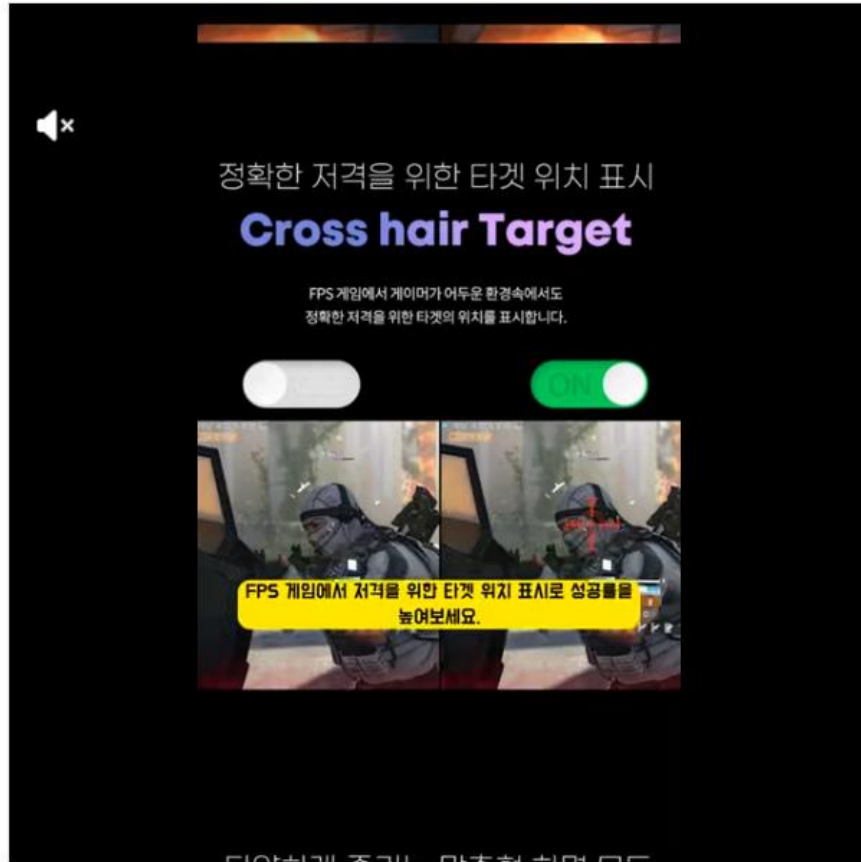 정확한 저격을 위한 타겟 위치 표시
Cross hair Target
FPS 게임에서 게이머가 어두운 환경속에서도
정확한 저격을 위한 타겟의 위치를 표시합니다.
ON
FPS 게임에서 저격을 위한 타겟 위치 표시로 성공률을
높여보세요.